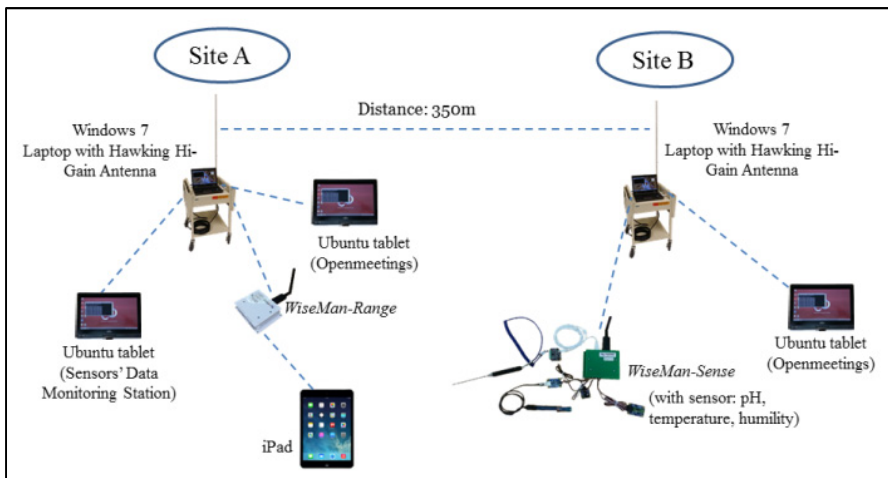 Site A
Site B
Distance: 350m
Windows 7
Laptop with Hawking Hi-
Gain Antenna
Windows 7
Laptop with Hawking Hi-
Gain Antenna
Ubuntu tablet
(Openmeetings)
WiseMan-Range
Ubuntu tablet
(Sensors' Data
Monitoring Station)
iPad
WiseMan-Sense
(with sensor: pH,
temperature, humility)
Ubuntu tablet
(Openmeetings)